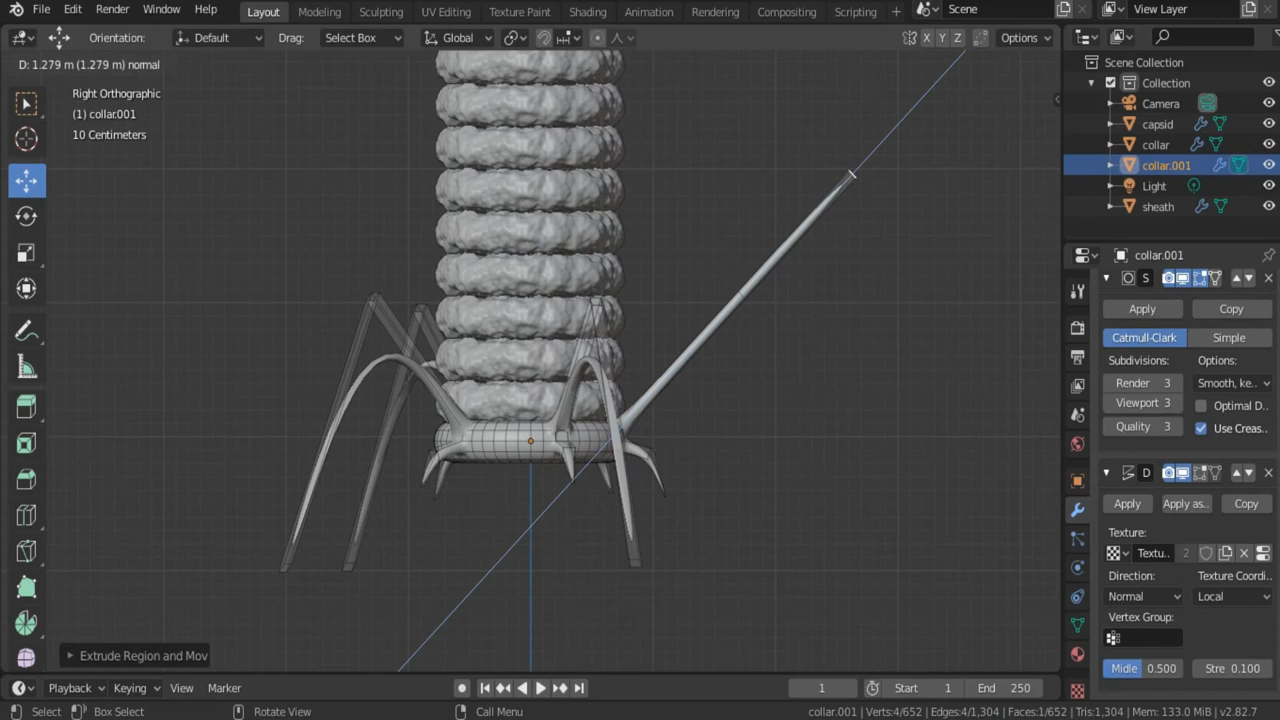 File Edit Render Window Help Layout Modeling Sculpting UV Editing Texture Paint Shading Animation Rendering Compositing Scripting + Scene View Layer
Orientation: Default Drag: Select Box Global X Y Z Options
D: 1.279 m (1.279 m) normal
Right Orthographic
(1) collar.001
10 Centimeters
Scene Collection
Collection
Camera
capsid
collar
collar.001
Light
sheath
collar.001
S
Apply Copy
Catmull-Clark Simple
Subdivisions: Options:
Render 3 Smooth, ke..
Viewport 3 Optimal D..
Quality 3 Use Creas..
D
Apply Apply as.. Copy
Texture:
Textu.. 2
Direction: Texture Coordi..
Normal Local
Vertex Group:
Midle 0.500 Stre 0.100
Extrude Region and Mov
Playback Keying View Marker 1 Start 1 End 250
Select Box Select Rotate View Call Menu collar.001 | Verts:4/652 | Edges:4/1,304 | Faces:1/652 | Tris:1,304 | Mem: 133.0 MiB | v2.82.7